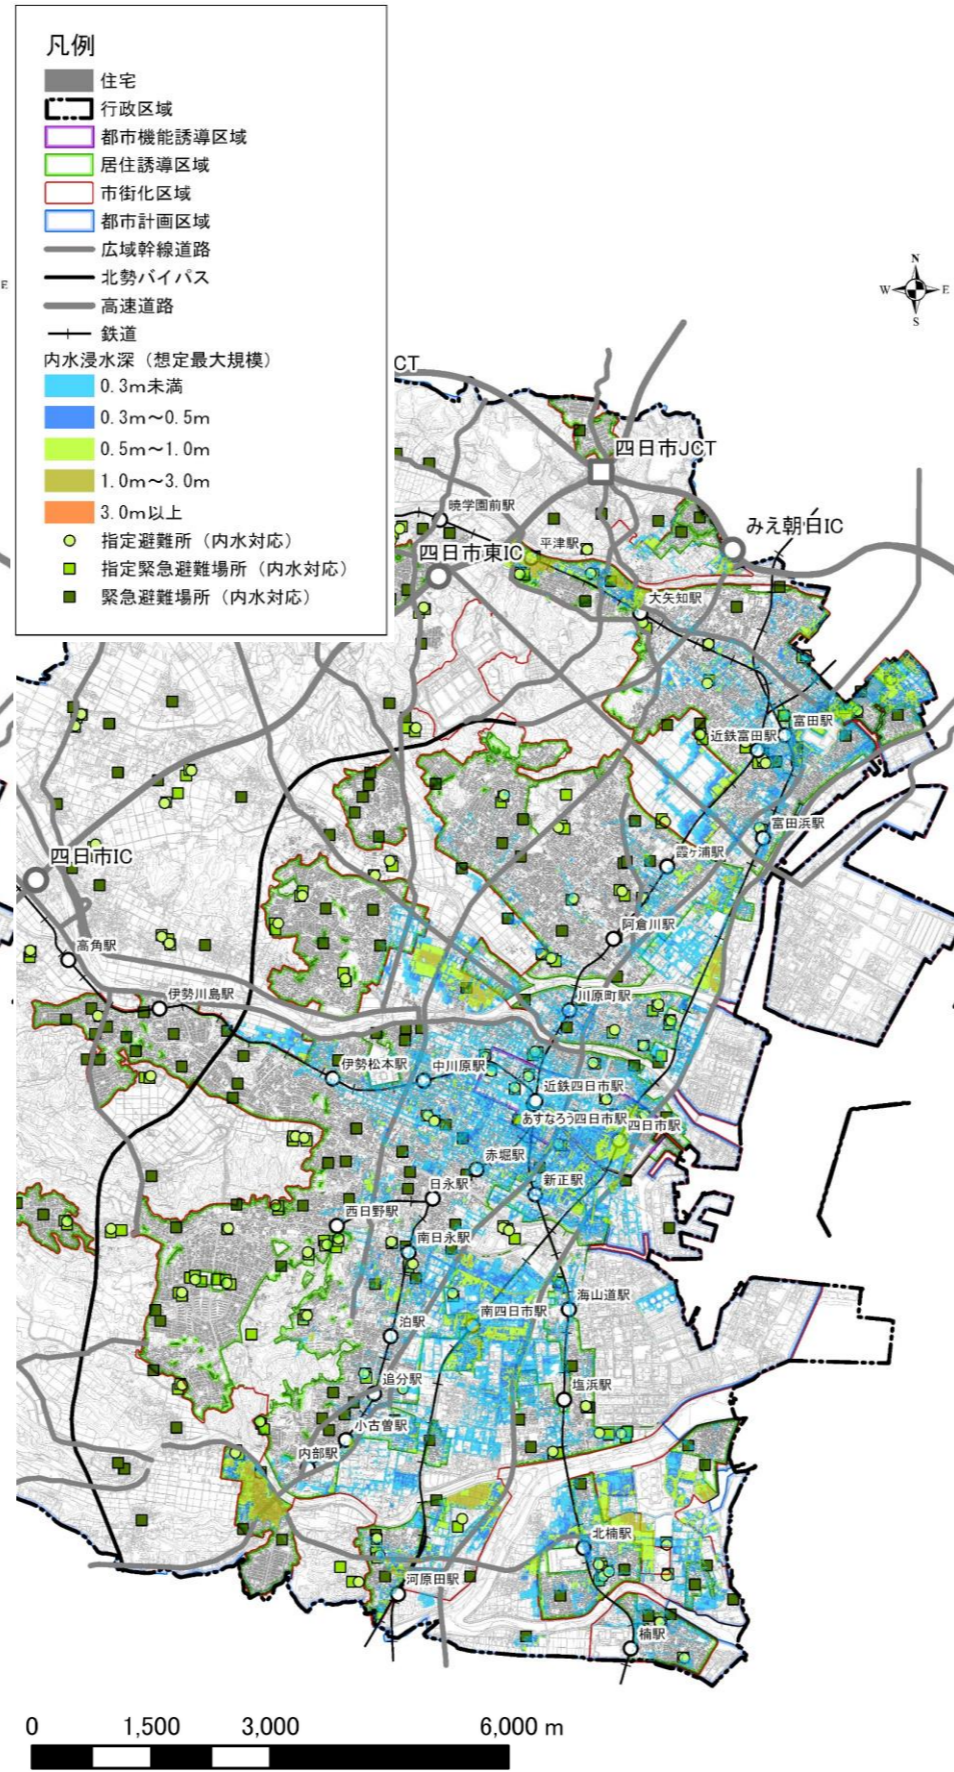 凡例
住宅
行政区域
都市機能誘導区域
居住誘導区域
市街化区域
都市計画区域
広域幹線道路
北勢バイパス
高速道路
鉄道
内水浸水深（想定最大規模）
0.3m未満
0.3m～0.5m
0.5m～1.0m
1.0m～3.0m
3.0m以上
指定避難所（内水対応）
指定緊急避難場所（内水対応）
緊急避難場所（内水対応）
E
N
W E
S
CT
四日市JCT
暁学園前駅
みえ朝日IC
平津駅
四日市東IC
大矢知駅
富田駅
近鉄富田駅
富田浜駅
四日市IC
霞ヶ浦駅
阿倉川駅
高角駅
伊勢川島駅
川原町駅
伊勢松本駅
中川原駅
近鉄四日市駅
あすなろう四日市駅
四日市駅
赤堀駅
新正駅
日永駅
西日野駅
南日永駅
海山道駅
南四日市駅
泊駅
追分駅
塩浜駅
小古曽駅
内部駅
北楠駅
河原田駅
楠駅
0 1,500 3,000 6,000 m